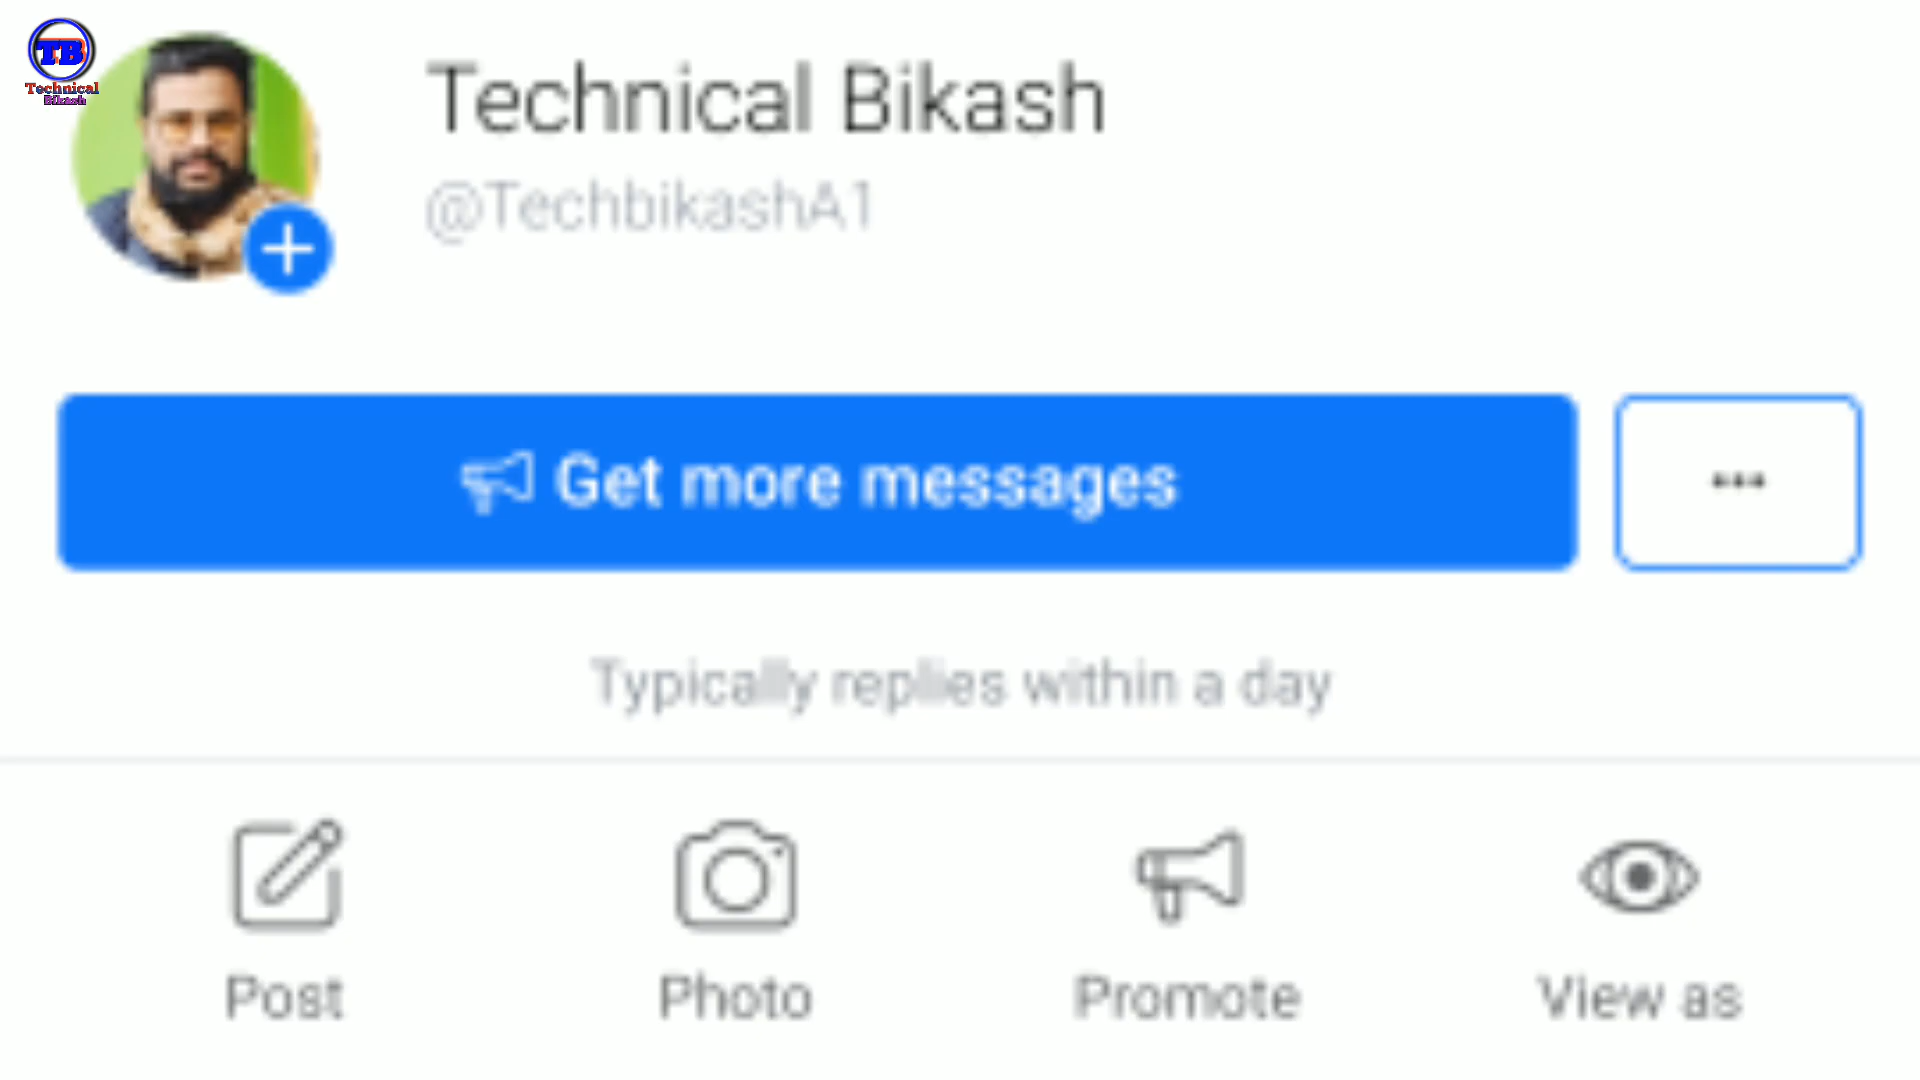 TB
Technical
Bikash
Technical Bikash
@TechbikashA1
Get more messages
Typically replies within a day
Post
Photo
Promote
View as